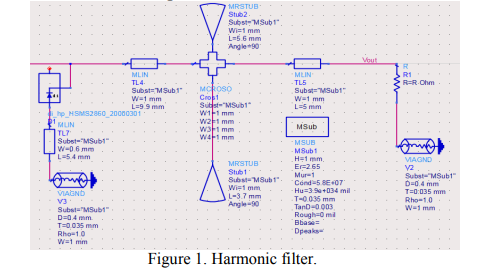 MRSTUB
Stub2
Subst="MSub1"
Wi=1 mm
L=5.6 mm
Angle=90
Vout
MLIN
TL4
Subst="MSub1"
W=1 mm
L=9.9 mm
MCROSO
Cros1
Subst="MSub1"
W1=1 mm
W2=1 mm
W3=1 mm
W4=1 mm
MLIN
TL5
Subst="MSub1"
W=1 mm
L=5 mm
R
R1
R=R Ohm
di_hp_HSMS2860_20000301
D1
MLIN
TL7
Subst="MSub1"
W=0.6 mm
L=5.4 mm
MSub
MSUB
MSub1
H=1 mm
Er=2.65
Mur=1
Cond=5.8E+07
Hu=3.9e+034 mil
T=0.035 mm
TanD=0.003
Rough=0 mil
Bbase=
Dpeaks=
MRSTUB
Stub1
Subst="MSub1"
Wi=1 mm
L=3.7 mm
Angle=90
VIAGND
V2
Subst="MSub1"
D=0.4 mm
T=0.035 mm
Rho=1.0
W=1 mm
VIAGND
V3
Subst="MSub1"
D=0.4 mm
T=0.035 mm
Rho=1.0
W=1 mm
Figure 1. Harmonic filter.